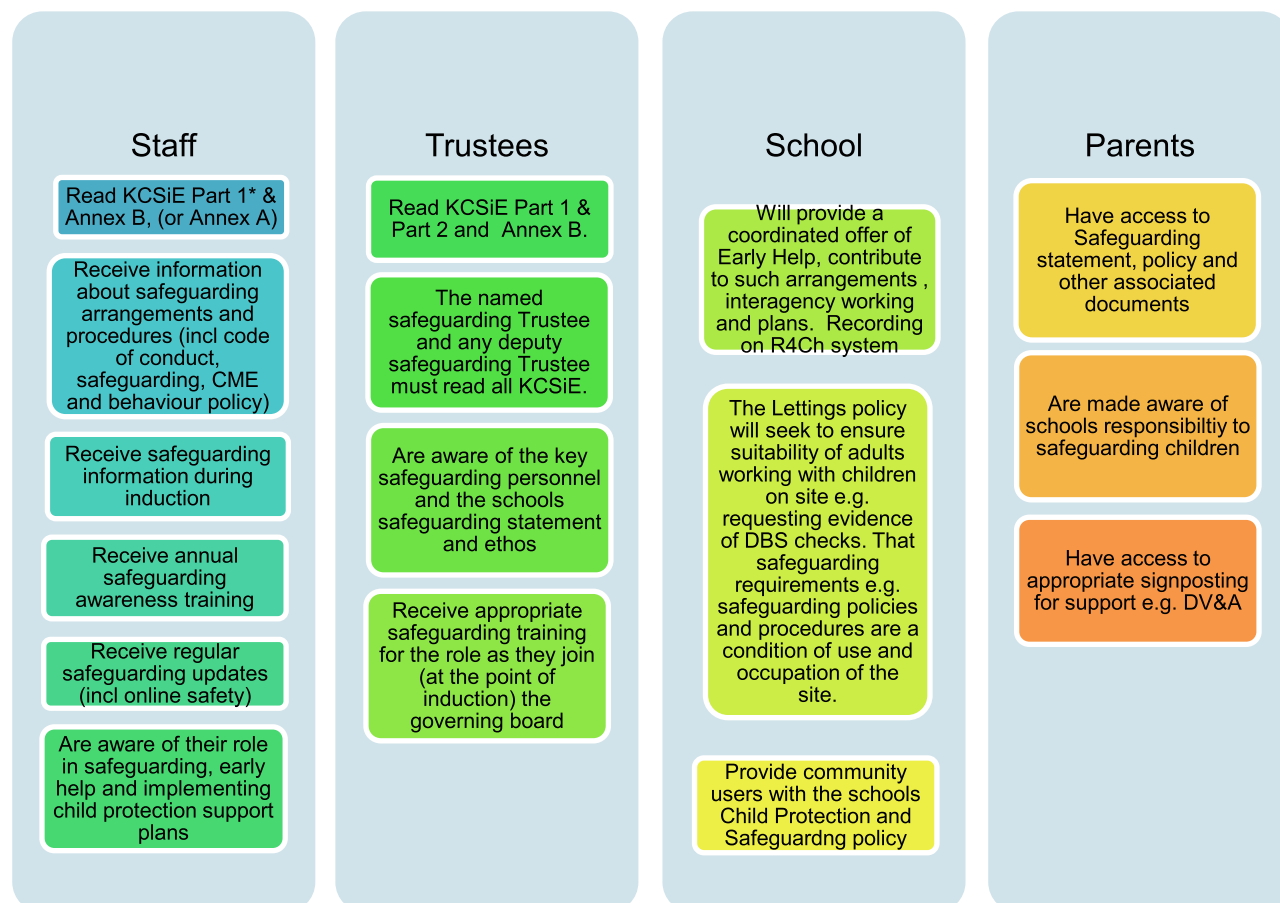 Staff
Read KCSiE Part 1* &
Annex B, (or Annex A)
Receive information
about safeguarding
arrangements and
procedures (incl code
of conduct,
safeguarding, CME
and behaviour policy)
Receive safeguarding
information during
induction
Receive annual
safeguarding
awareness training
Receive regular
safeguarding updates
(incl online safety)
Are aware of their role
in safeguarding, early
help and implementing
child protection support
plans
Trustees
Read KCSiE Part 1 &
Part 2 and  Annex B.
The named
safeguarding Trustee
and any deputy
safeguarding Trustee
must read all KCSiE.
Are aware of the key
safeguarding personnel
and the schools
safeguarding statement
and ethos
Receive appropriate
safeguarding training
for the role as they join
(at the point of
induction) the
governing board
School
Will provide a
coordinated offer of
Early Help, contribute
to such arrangements ,
interagency working
and plans.  Recording
on R4Ch system
The Lettings policy
will seek to ensure
suitability of adults
working with children
on site e.g.
requesting evidence
of DBS checks. That
safeguarding
requirements e.g.
safeguarding policies
and procedures are a
condition of use and
occupation of the
site.
Provide community
users with the schools
Child Protection and
Safeguardng policy
Parents
Have access to
Safeguarding
statement, policy and
other associated
documents
Are made aware of
schools responsibiltiy to
safeguarding children
Have access to
appropriate signposting
for support e.g. DV&A